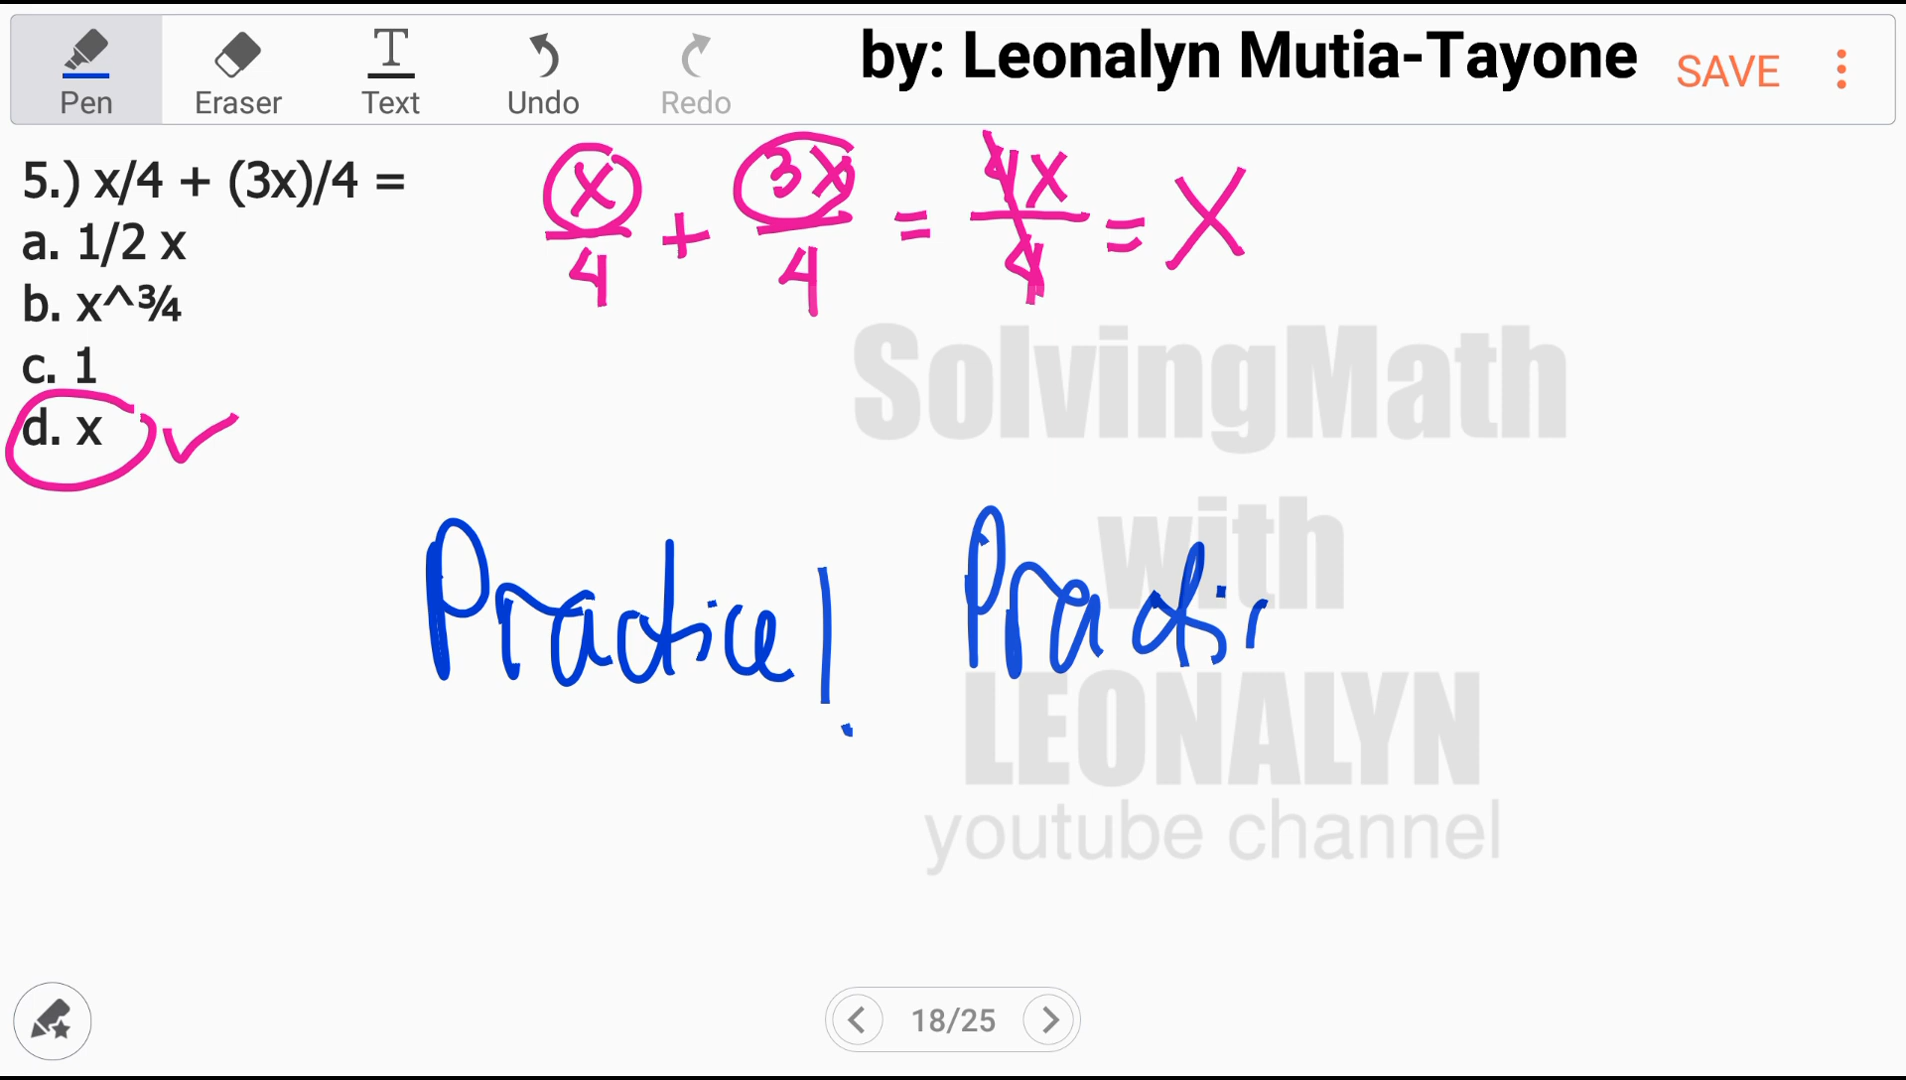 Pen Eraser Text Undo Redo by: Leonalyn Mutia-Tayone SAVE
5.) x/4 + (3x)/4 =
a. 1/2 x
b. x^¾
c. 1
d. x
x/4 + 3x/4 = 4x/4 = x
SolvingMath
with
LEONALYN
youtube channel
Practice! Practi
18/25